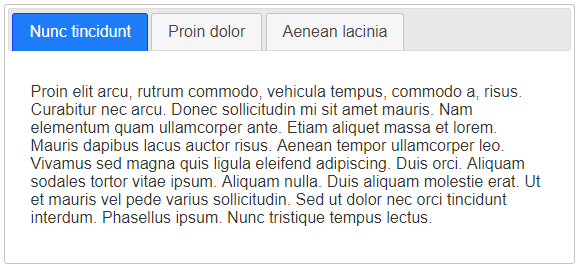 Nunc tincidunt Proin dolor Aenean lacinia
Proin elit arcu, rutrum commodo, vehicula tempus, commodo a, risus.
Curabitur nec arcu. Donec sollicitudin mi sit amet mauris. Nam
elementum quam ullamcorper ante. Etiam aliquet massa et lorem.
Mauris dapibus lacus auctor risus. Aenean tempor ullamcorper leo.
Vivamus sed magna quis ligula eleifend adipiscing. Duis orci. Aliquam
sodales tortor vitae ipsum. Aliquam nulla. Duis aliquam molestie erat. Ut
et mauris vel pede varius sollicitudin. Sed ut dolor nec orci tincidunt
interdum. Phasellus ipsum. Nunc tristique tempus lectus.